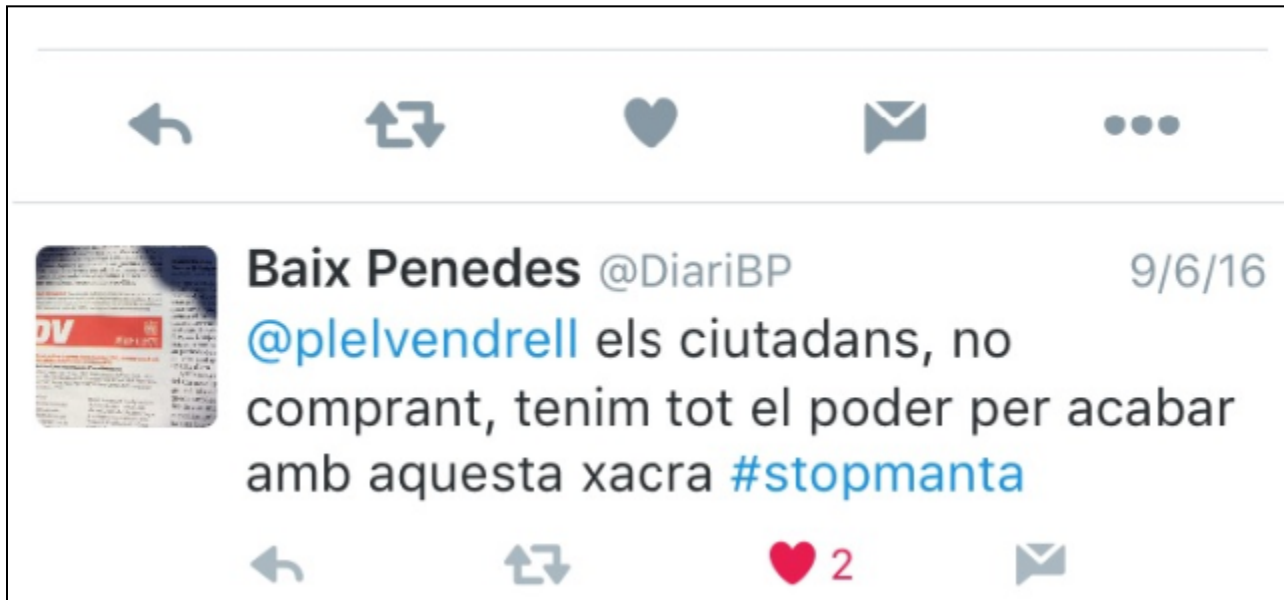 Baix Penedes @DiariBP 9/6/16
@plelvendrell els ciutadans, no
comprant, tenim tot el poder per acabar
amb aquesta xacra #stopmanta
2